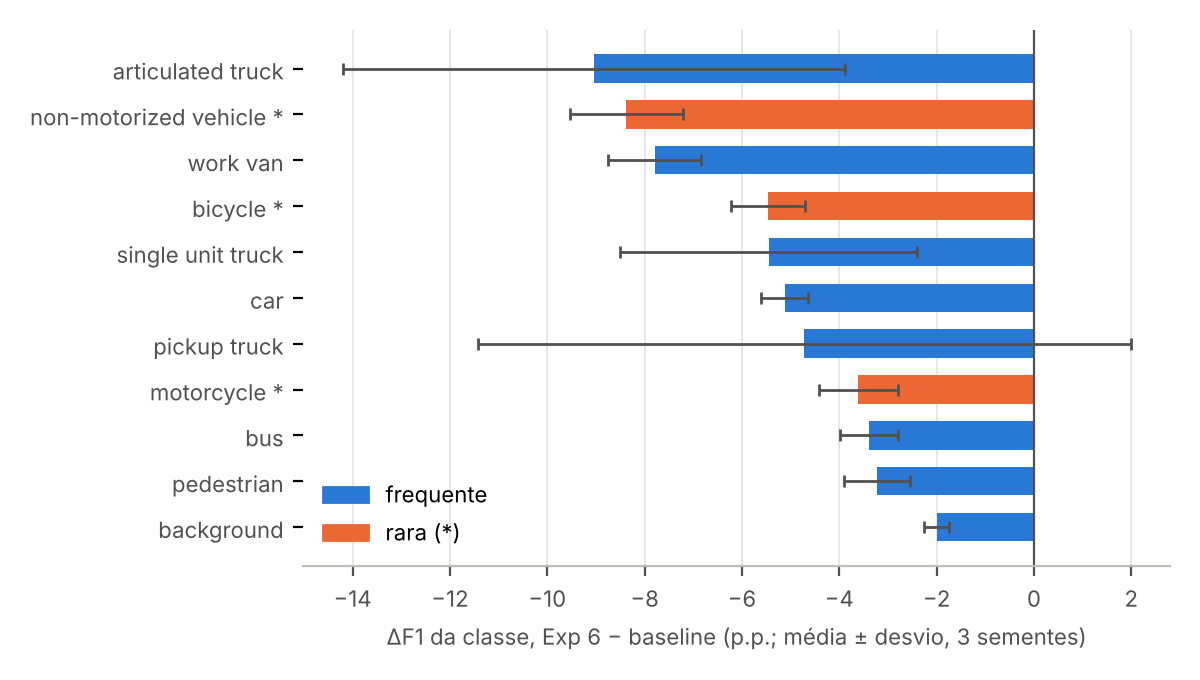 articulated truck
non-motorized vehicle *
work van
bicycle *
single unit truck
car
pickup truck
motorcycle *
bus
pedestrian
background
frequente
rara (*)
−14 −12 −10 −8 −6 −4 −2 0 2
ΔF1 da classe, Exp 6 − baseline (p.p.; média ± desvio, 3 sementes)